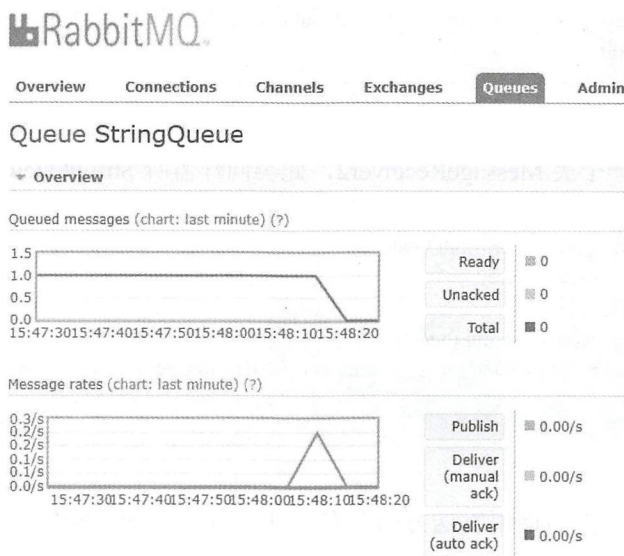 RabbitMQ
Overview Connections Channels Exchanges Queues Admin
Queue StringQueue
Overview
Queued messages (chart: last minute) (?)
1.5
1.0
0.5
0.0
15:47:30 15:47:40 15:47:50 15:48:00 15:48:10 15:48:20
Ready 0
Unacked 0
Total 0
Message rates (chart: last minute) (?)
0.3/s
0.2/s
0.2/s
0.1/s
0.1/s
0.0/s
15:47:30 15:47:40 15:47:50 15:48:00 15:48:10 15:48:20
Publish 0.00/s
Deliver
(manual 0.00/s
ack)
Deliver
(auto ack) 0.00/s